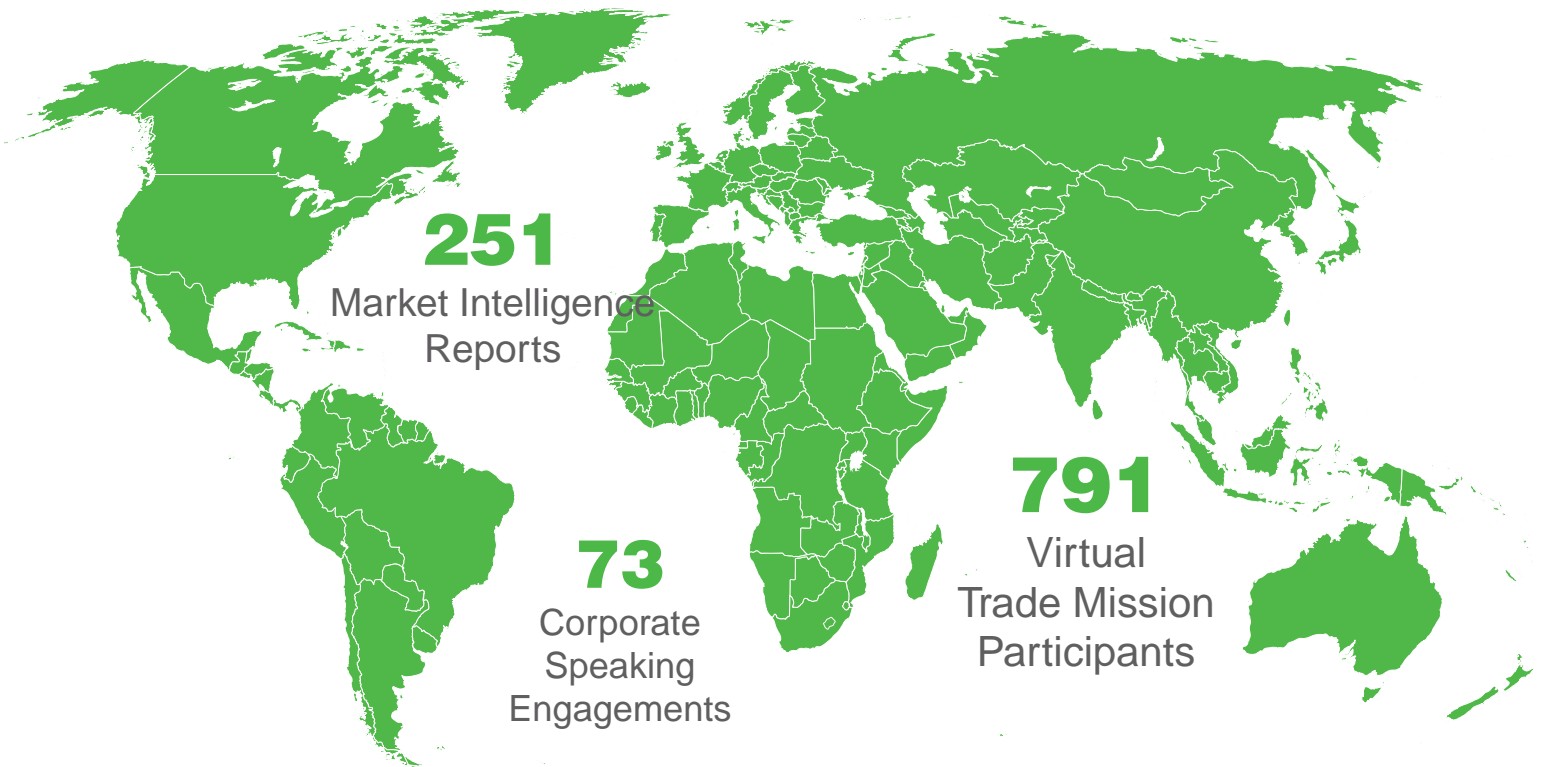 251
Market Intelligence
Reports
73
Corporate
Speaking
Engagements
791
Virtual
Trade Mission
Participants